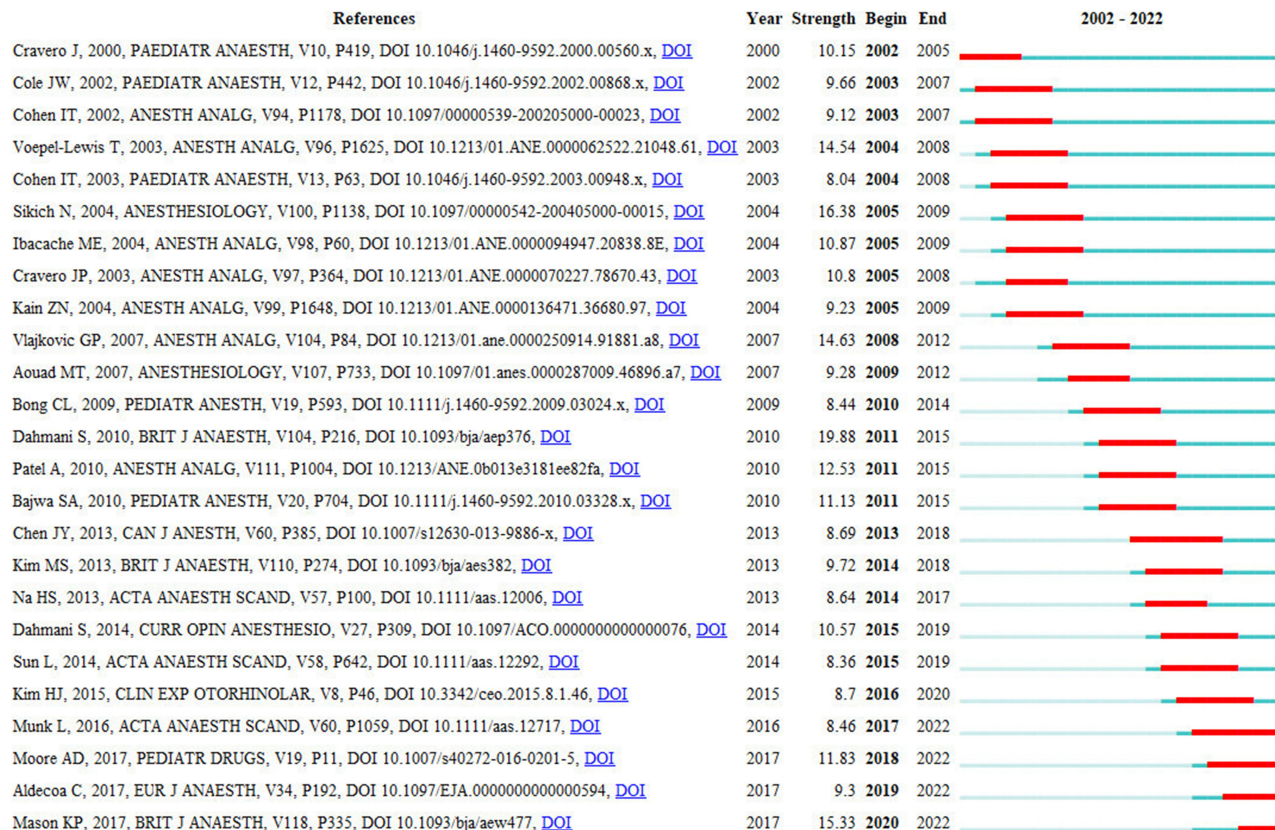 References Year Strength Begin End 2002 - 2022
Cravero J, 2000, PAEDIATR ANAESTH, V10, P419, DOI 10.1046/j.1460-9592.2000.00560.x, DOI 2000 10.15 2002 2005
Cole JW, 2002, PAEDIATR ANAESTH, V12, P442, DOI 10.1046/j.1460-9592.2002.00868.x, DOI 2002 9.66 2003 2007
Cohen IT, 2002, ANESTH ANALG, V94, P1178, DOI 10.1097/00000539-200205000-00023, DOI 2002 9.12 2003 2007
Voepel-Lewis T, 2003, ANESTH ANALG, V96, P1625, DOI 10.1213/01.ANE.0000062522.21048.61, DOI 2003 14.54 2004 2008
Cohen IT, 2003, PAEDIATR ANAESTH, V13, P63, DOI 10.1046/j.1460-9592.2003.00948.x, DOI 2003 8.04 2004 2008
Sikich N, 2004, ANESTHESIOLOGY, V100, P1138, DOI 10.1097/00000542-200405000-00015, DOI 2004 16.38 2005 2009
Ibacache ME, 2004, ANESTH ANALG, V98, P60, DOI 10.1213/01.ANE.0000094947.20838.8E, DOI 2004 10.87 2005 2009
Cravero JP, 2003, ANESTH ANALG, V97, P364, DOI 10.1213/01.ANE.0000070227.78670.43, DOI 2003 10.8 2005 2008
Kain ZN, 2004, ANESTH ANALG, V99, P1648, DOI 10.1213/01.ANE.0000136471.36680.97, DOI 2004 9.23 2005 2009
Vlajkovic GP, 2007, ANESTH ANALG, V104, P84, DOI 10.1213/01.ane.0000250914.91881.a8, DOI 2007 14.63 2008 2012
Aouad MT, 2007, ANESTHESIOLOGY, V107, P733, DOI 10.1097/01.anes.0000287009.46896.a7, DOI 2007 9.28 2009 2012
Bong CL, 2009, PEDIATR ANESTH, V19, P593, DOI 10.1111/j.1460-9592.2009.03024.x, DOI 2009 8.44 2010 2014
Dahmani S, 2010, BRIT J ANAESTH, V104, P216, DOI 10.1093/bja/aep376, DOI 2010 19.88 2011 2015
Patel A, 2010, ANESTH ANALG, V111, P1004, DOI 10.1213/ANE.0b013e3181ee82fa, DOI 2010 12.53 2011 2015
Bajwa SA, 2010, PEDIATR ANESTH, V20, P704, DOI 10.1111/j.1460-9592.2010.03328.x, DOI 2010 11.13 2011 2015
Chen JY, 2013, CAN J ANESTH, V60, P385, DOI 10.1007/s12630-013-9886-x, DOI 2013 8.69 2013 2018
Kim MS, 2013, BRIT J ANAESTH, V110, P274, DOI 10.1093/bja/aes382, DOI 2013 9.72 2014 2018
Na HS, 2013, ACTA ANAESTH SCAND, V57, P100, DOI 10.1111/aas.12006, DOI 2013 8.64 2014 2017
Dahmani S, 2014, CURR OPIN ANESTHESIO, V27, P309, DOI 10.1097/ACO.0000000000000076, DOI 2014 10.57 2015 2019
Sun L, 2014, ACTA ANAESTH SCAND, V58, P642, DOI 10.1111/aas.12292, DOI 2014 8.36 2015 2019
Kim HJ, 2015, CLIN EXP OTORHINOLAR, V8, P46, DOI 10.3342/ceo.2015.8.1.46, DOI 2015 8.7 2016 2020
Munk L, 2016, ACTA ANAESTH SCAND, V60, P1059, DOI 10.1111/aas.12717, DOI 2016 8.46 2017 2022
Moore AD, 2017, PEDIATR DRUGS, V19, P11, DOI 10.1007/s40272-016-0201-5, DOI 2017 11.83 2018 2022
Aldecoa C, 2017, EUR J ANAESTH, V34, P192, DOI 10.1097/EJA.0000000000000594, DOI 2017 9.3 2019 2022
Mason KP, 2017, BRIT J ANAESTH, V118, P335, DOI 10.1093/bja/aew477, DOI 2017 15.33 2020 2022